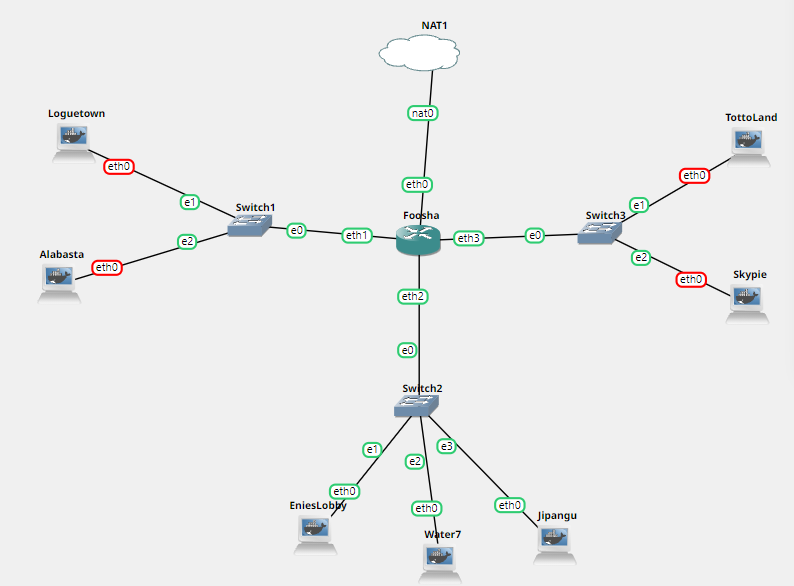 NAT1
nat0
eth0
Foosha
Loguetown
eth0
e1
Switch1
e0
eth1
Alabasta
eth0
e2
TottoLand
eth0
e1
Switch3
e0
eth3
e2
Skypie
eth0
eth2
e0
Switch2
e1
e2
e3
eth0
eth0
eth0
EniesLobby
Water7
Jipangu